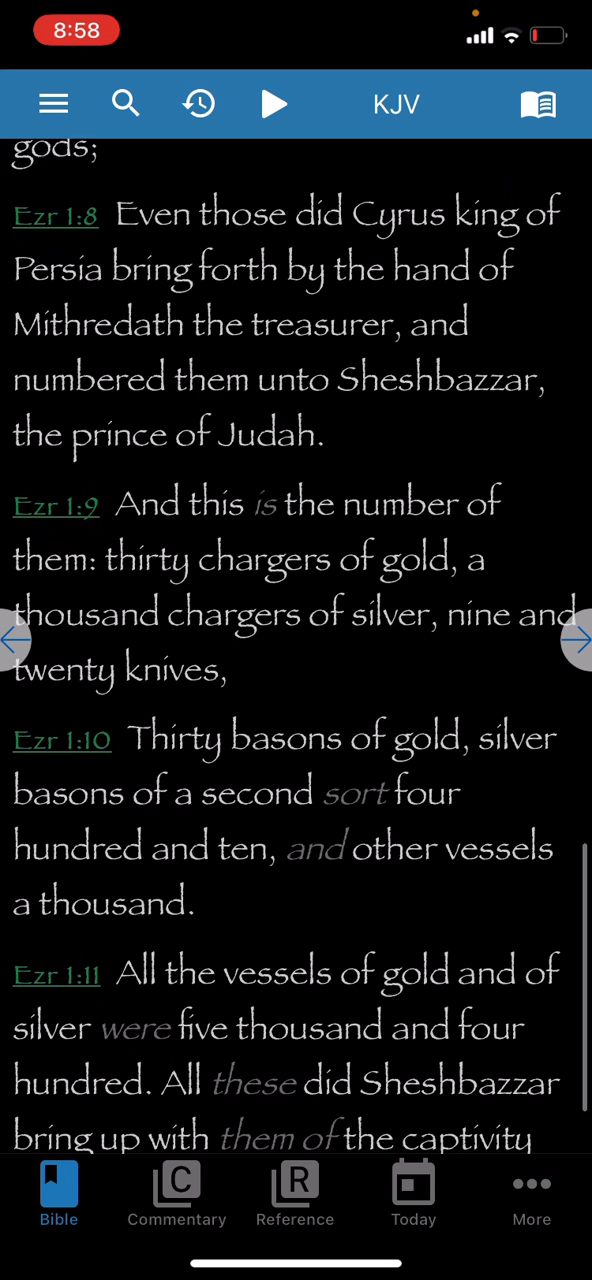 8:58
KJV
gods;
Ezr 1:8 Even those did Cyrus king of
Persia bring forth by the hand of
Mithredath the treasurer, and
numbered them unto Sheshbazzar,
the prince of Judah.
Ezr 1:9 And this is the number of
them: thirty chargers of gold, a
thousand chargers of silver, nine and
twenty knives,
Ezr 1:10 Thirty basons of gold, silver
basons of a second sort four
hundred and ten, and other vessels
a thousand.
Ezr 1:11 All the vessels of gold and of
silver were five thousand and four
hundred. All these did Sheshbazzar
bring up with them of the captivity
C R
Bible Commentary Reference Today More